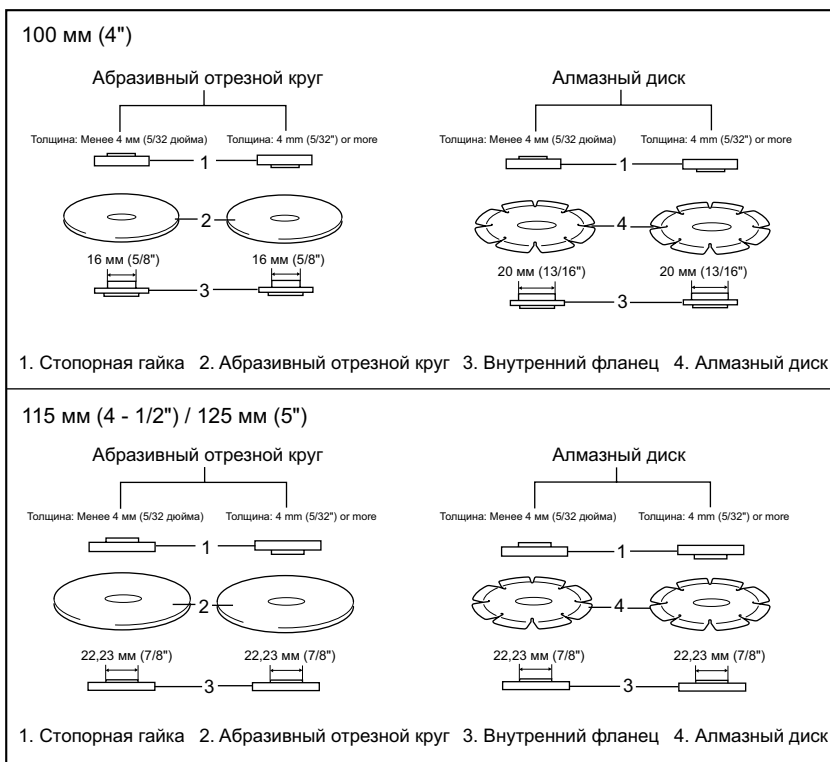 100 мм (4")
Абразивный отрезной круг Алмазный диск
Толщина: Менее 4 мм (5/32 дюйма) Толщина: 4 mm (5/32") or more Толщина: Менее 4 мм (5/32 дюйма) Толщина: 4 mm (5/32") or more
1 1
2 4
16 мм (5/8") 16 мм (5/8") 20 мм (13/16") 20 мм (13/16")
3 3
1. Стопорная гайка 2. Абразивный отрезной круг 3. Внутренний фланец 4. Алмазный диск
115 мм (4 - 1/2") / 125 мм (5")
Абразивный отрезной круг Алмазный диск
Толщина: Менее 4 мм (5/32 дюйма) Толщина: 4 mm (5/32") or more Толщина: Менее 4 мм (5/32 дюйма) Толщина: 4 mm (5/32") or more
1 1
2 4
22,23 мм (7/8") 22,23 мм (7/8") 22,23 мм (7/8") 22,23 мм (7/8")
3 3
1. Стопорная гайка 2. Абразивный отрезной круг 3. Внутренний фланец 4. Алмазный диск